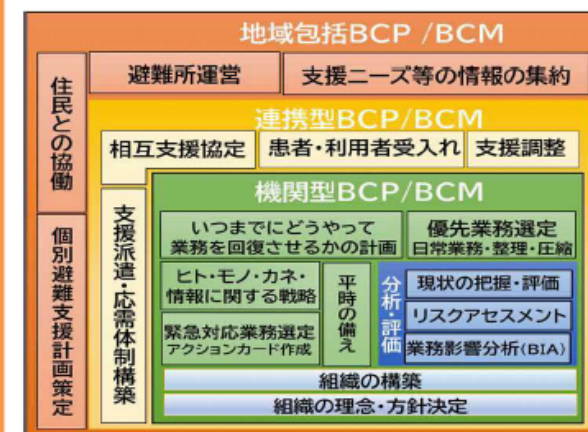 地域包括BCP /BCM
避難所運営
支援ニーズ等の情報の集約
住民との協働
個別避難支援計画策定
連携型BCP/BCM
相互支援協定
患者・利用者受入れ
支援調整
支援派遣・応需体制構築
機関型BCP/BCM
いつまでにどうやって
業務を回復させるかの計画
優先業務選定
日常業務・整理・圧縮
ヒト・モノ・カネ・
情報に関する戦略
緊急対応業務選定
アクションカード作成
平時の備え
分析・評価
現状の把握・評価
リスクアセスメント
業務影響分析(BIA)
組織の構築
組織の理念・方針決定